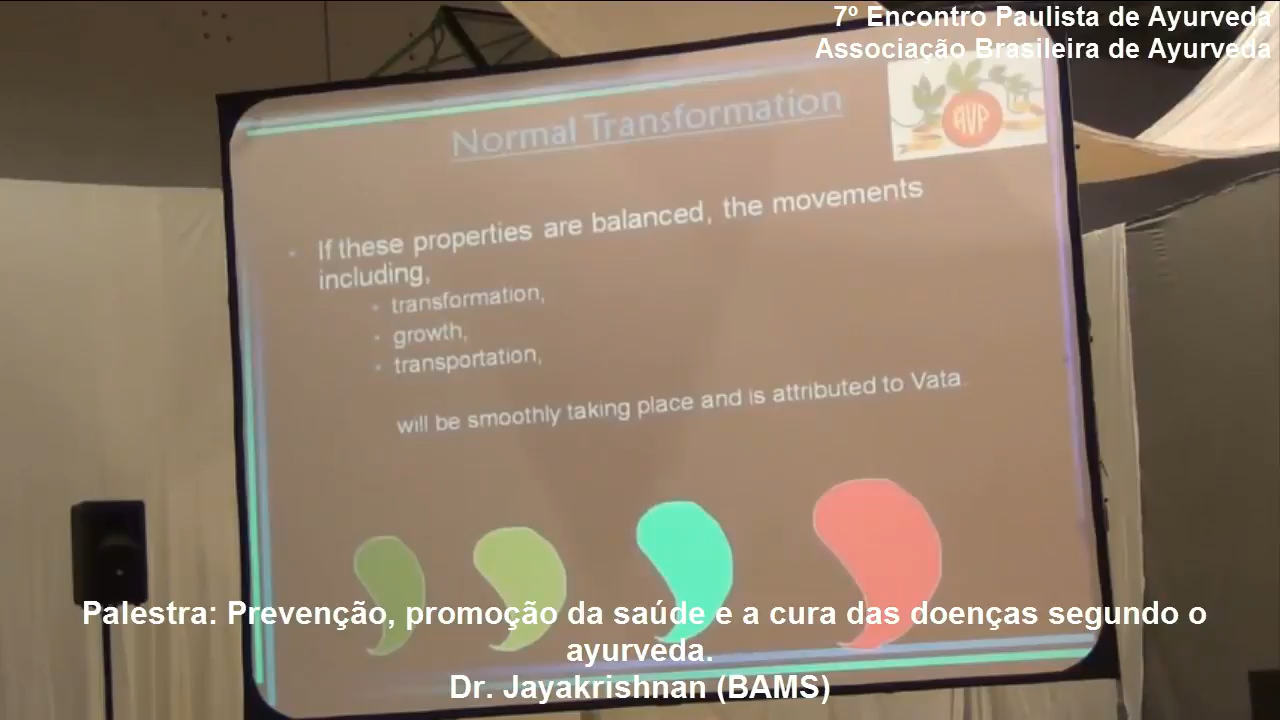 7º Encontro Paulista de Ayurveda
Associação Brasileira de Ayurveda
Normal Transformation
AVP
If these properties are balanced, the movements
including,
transformation,
growth,
transportation,
will be smoothly taking place and is attributed to Vata.
Palestra: Prevenção, promoção da saúde e a cura das doenças segundo o
ayurveda.
Dr. Jayakrishnan (BAMS)